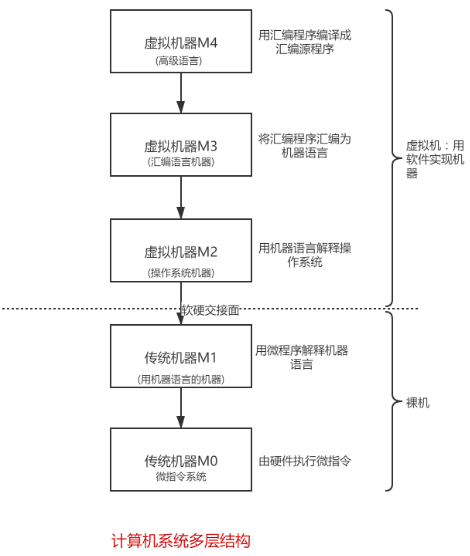 虚拟机器M4
(高级语言)
用汇编程序编译成
汇编源程序
虚拟机器M3
(汇编语言机器)
将汇编程序汇编为
机器语言
虚拟机：用
软件实现机
器
虚拟机器M2
(操作系统机器)
用机器语言解释操
作系统
软硬交接面
传统机器M1
(用机器语言的机器)
用微程序解释机器
语言
裸机
传统机器M0
微指令系统
由硬件执行微指令
计算机系统多层结构